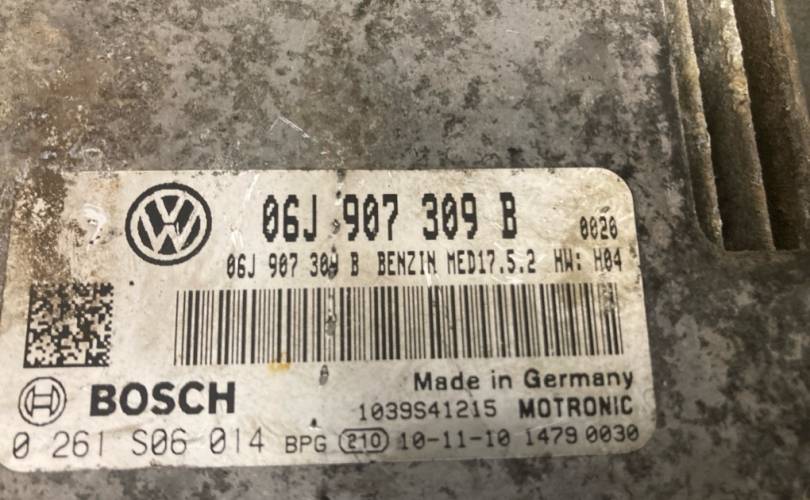 06J 907 309 B 0020
06J 907 309 B BENZIN MED17.5.2 HW: H04
BOSCH Made in Germany
1039S41215 MOTRONIC
0 261 S06 014 BPG 210 10-11-10 1479 0030